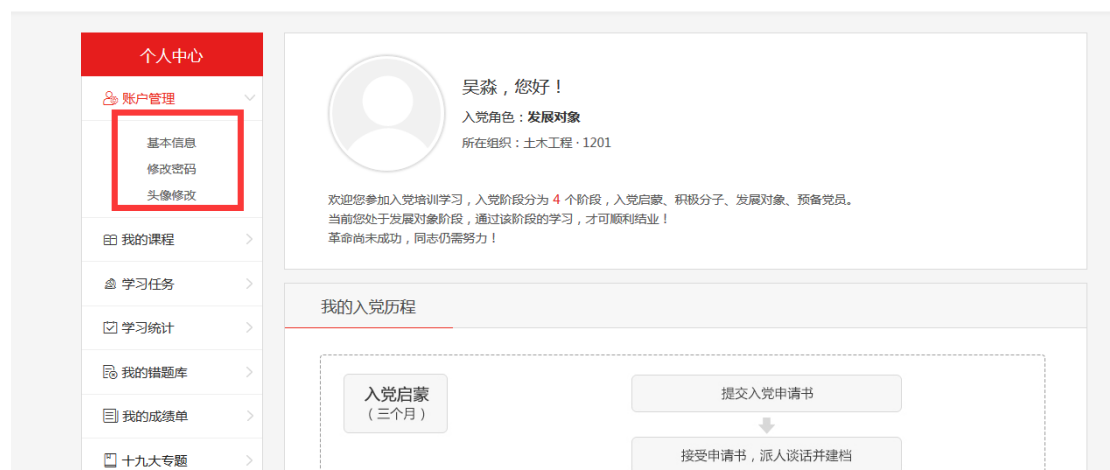 个人中心
账户管理
基本信息
修改密码
头像修改
我的课程
学习任务
学习统计
我的错题库
我的成绩单
十九大专题
吴淼，您好！
入党角色：发展对象
所在组织：土木工程·1201
欢迎您参加入党培训学习，入党阶段分为 4 个阶段，入党启蒙、积极分子、发展对象、预备党员。
当前您处于发展对象阶段，通过该阶段的学习，才可顺利结业！
革命尚未成功，同志仍需努力！
我的入党历程
入党启蒙
（三个月）
提交入党申请书
接受申请书，派人谈话并建档